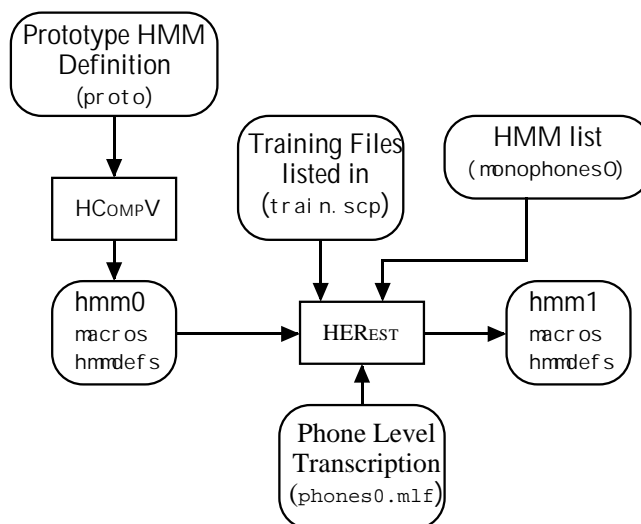 Prototype HMM
Definition
(proto)
Training Files
listed in
(train.scp)
HMM list
(monophones0)
HCOMPV
hmm0
macros
hmmdefs
HEREST
hmm1
macros
hmmdefs
Phone Level
Transcription
(phones0.mlf)